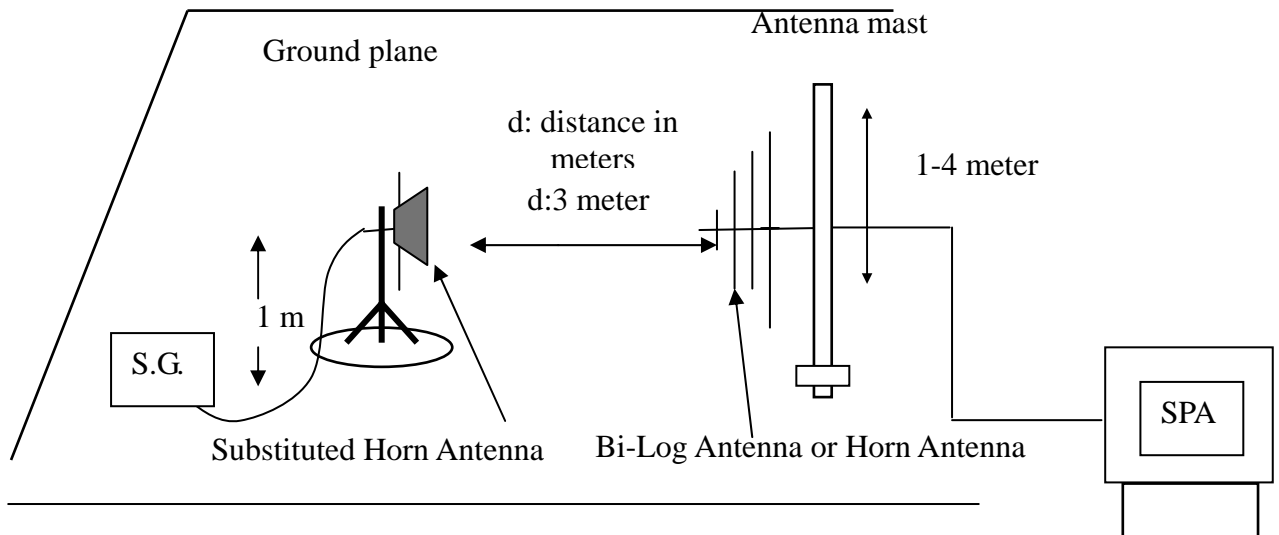 Antenna mast
Ground plane
d: distance in
meters
d:3 meter
1-4 meter
1 m
S.G.
SPA
Substituted Horn Antenna
Bi-Log Antenna or Horn Antenna